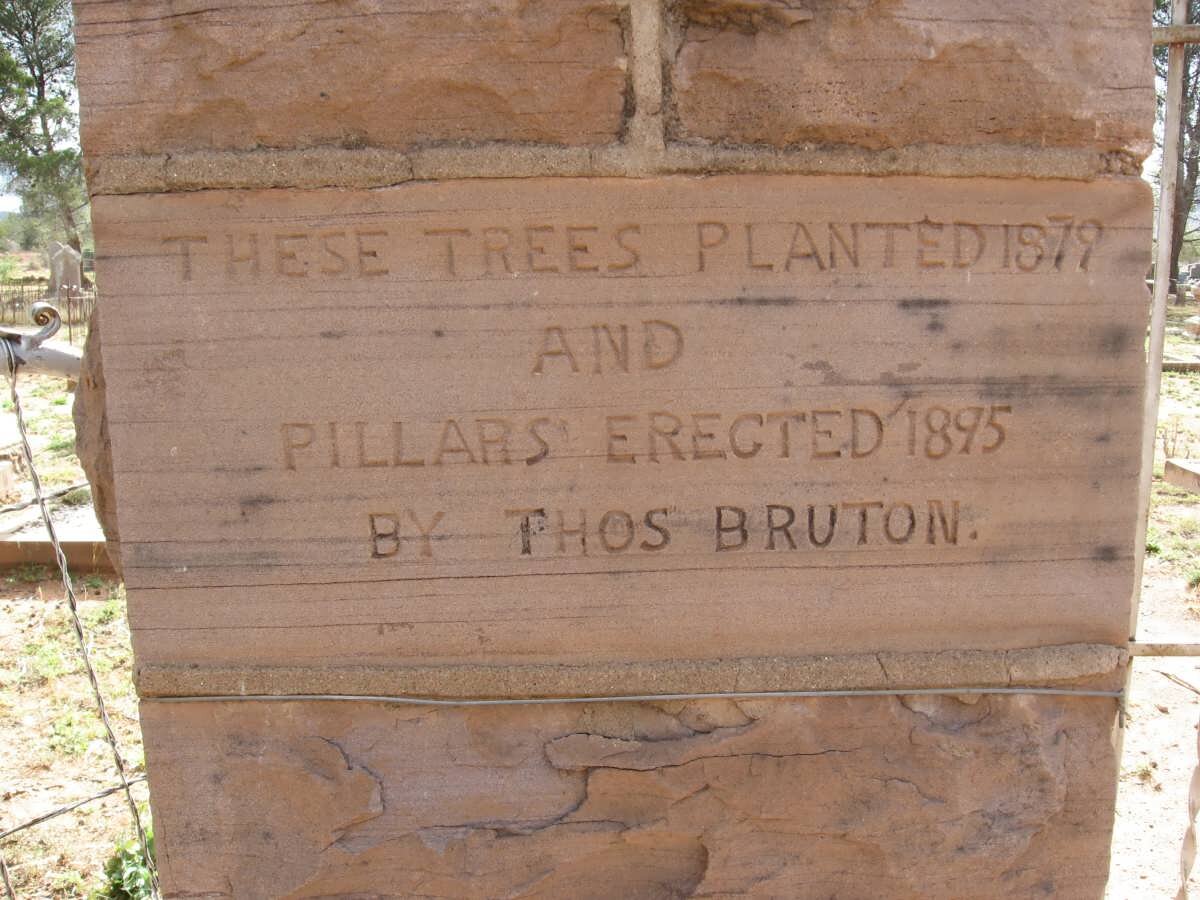 THESE TREES PLANTED 1879
AND
PILLARS ERECTED 1895
BY THOS BRUTON.